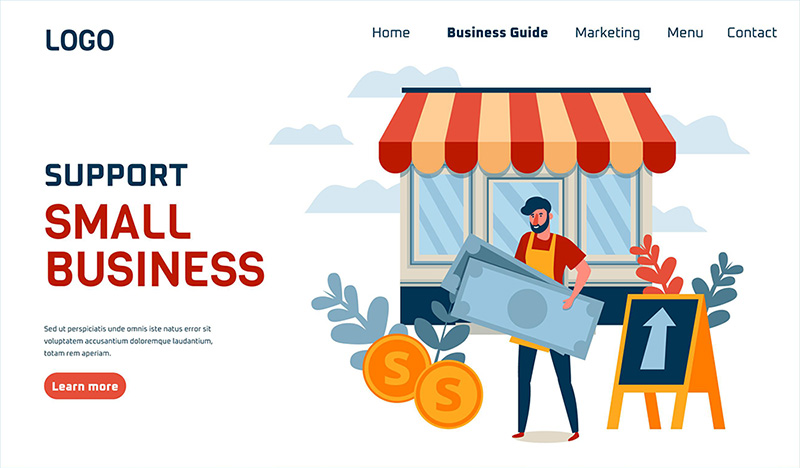 LOGO
Home Business Guide Marketing Menu Contact
SUPPORT
SMALL
BUSINESS
Sed ut perspiciatis unde omnis iste natus error sit
voluptatem accusantium doloremque laudantium,
totam rem aperiam.
Learn more
S
S